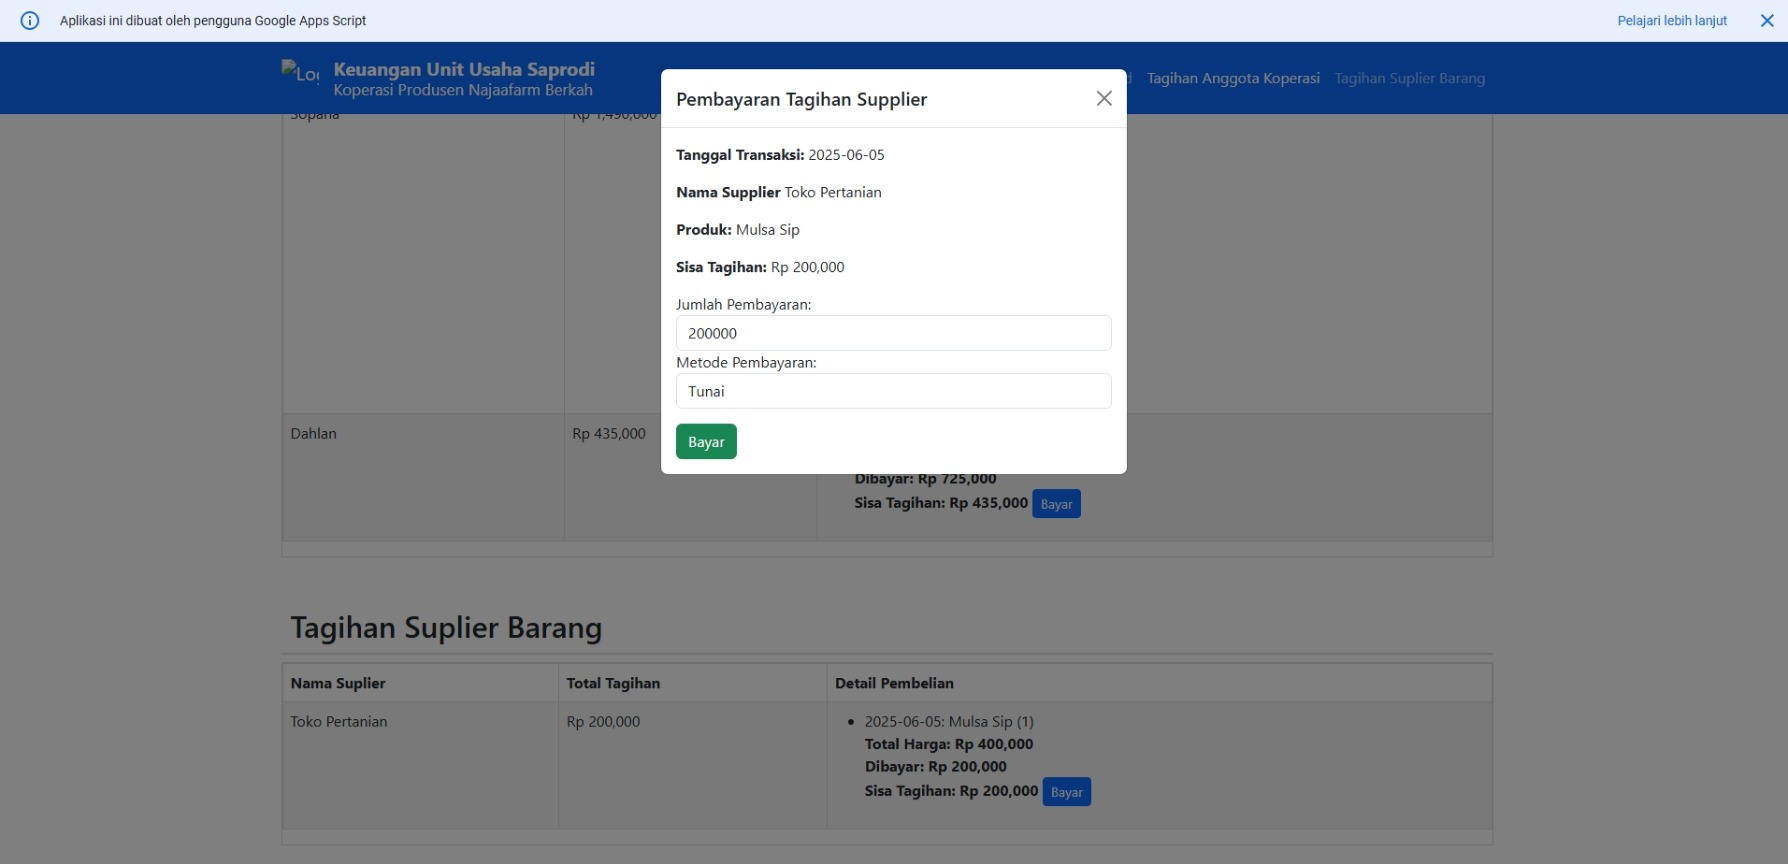 Aplikasi ini dibuat oleh pengguna Google Apps Script
Pelajari lebih lanjut
Keuangan Unit Usaha Saprodi
Koperasi Produsen Najaafarm Berkah
Tagihan Anggota Koperasi
Tagihan Suplier Barang
Pembayaran Tagihan Supplier
Tanggal Transaksi: 2025-06-05
Nama Supplier Toko Pertanian
Produk: Mulsa Sip
Sisa Tagihan: Rp 200,000
Jumlah Pembayaran:
200000
Metode Pembayaran:
Tunai
Bayar
Rp 1,490,000
Dahlan
Rp 435,000
Dibayar: Rp 725,000
Sisa Tagihan: Rp 435,000 Bayar
Tagihan Suplier Barang
Nama Suplier Total Tagihan Detail Pembelian
Toko Pertanian Rp 200,000
• 2025-06-05: Mulsa Sip (1)
Total Harga: Rp 400,000
Dibayar: Rp 200,000
Sisa Tagihan: Rp 200,000 Bayar